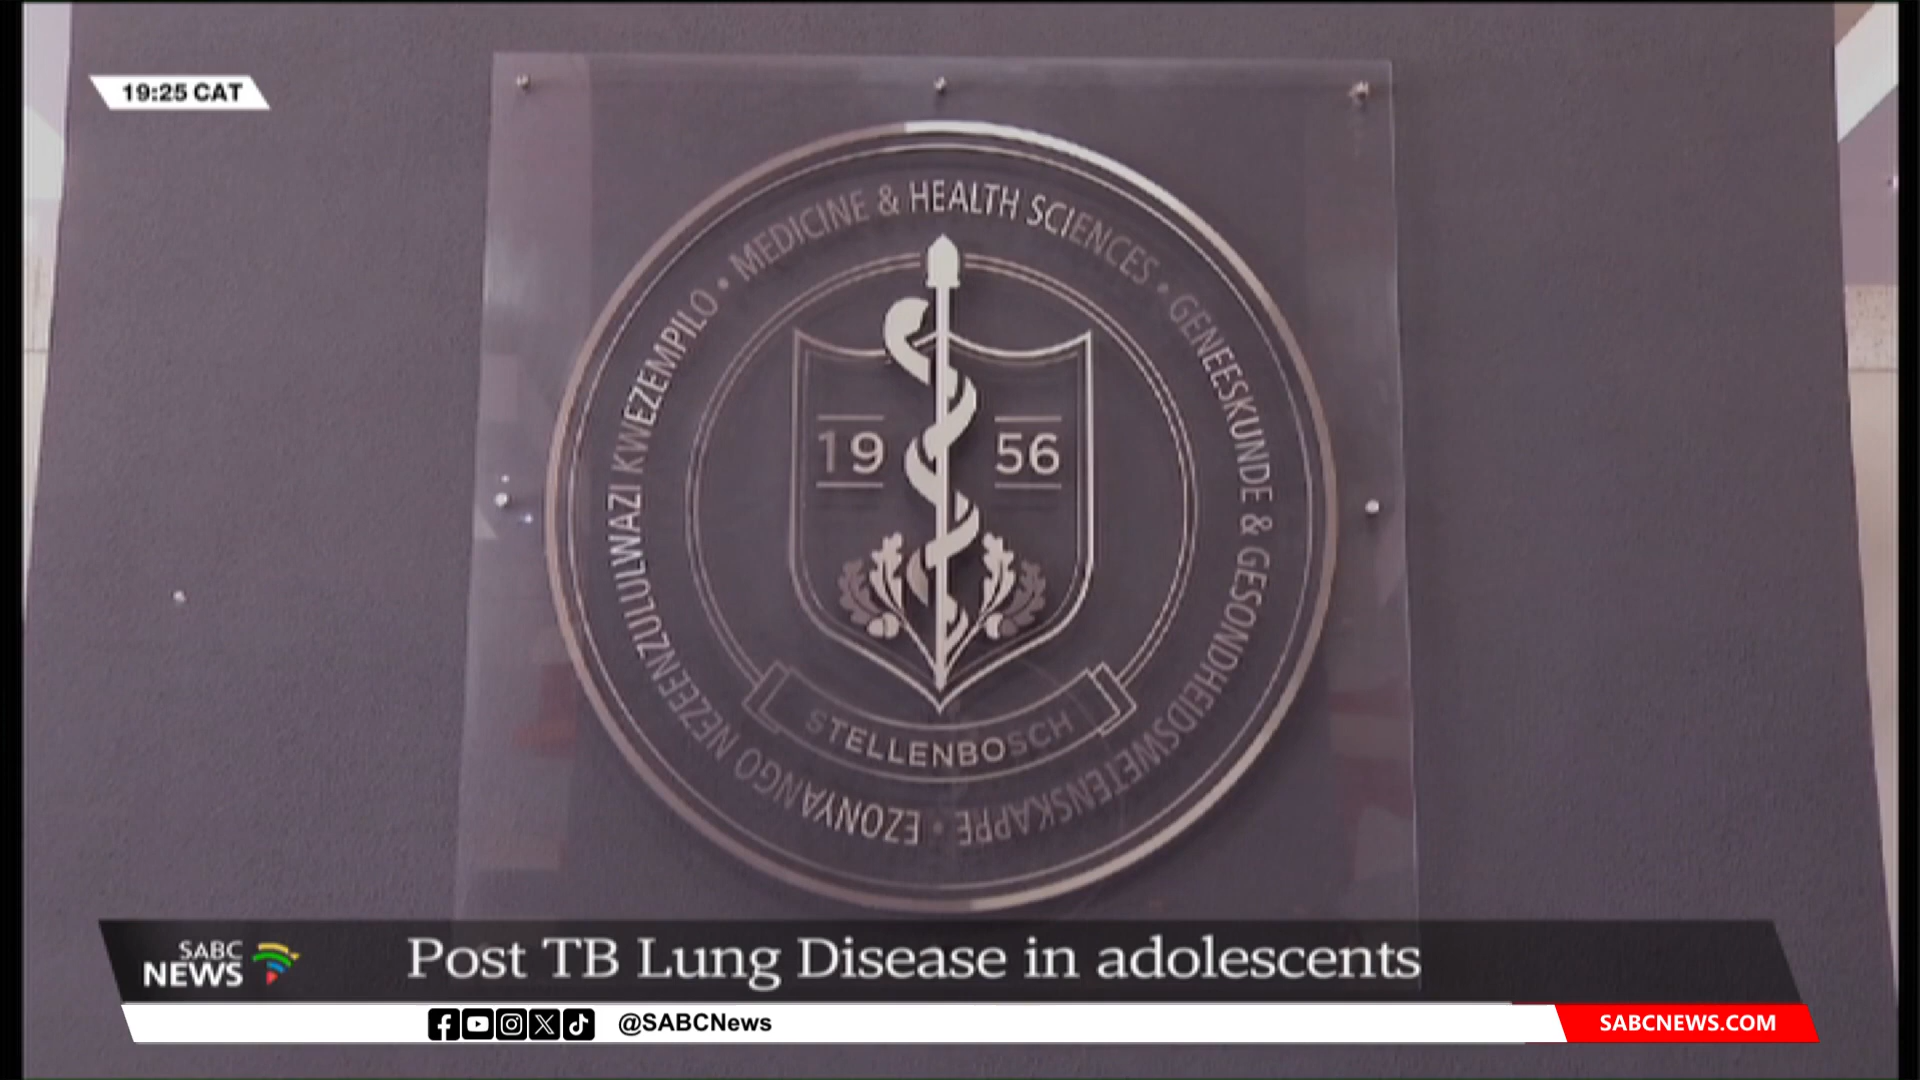 19:25 CAT
MEDICINE & HEALTH SCIENCES • GENEESKUNDE & GESONDHEIDSWETENSKAPPE • EZONYANGO NEZEENZULULWAZI KWEZEMPILO •
19 56
STELLENBOSCH
SABC NEWS
Post TB Lung Disease in adolescents
@SABCNews
SABCNEWS.COM